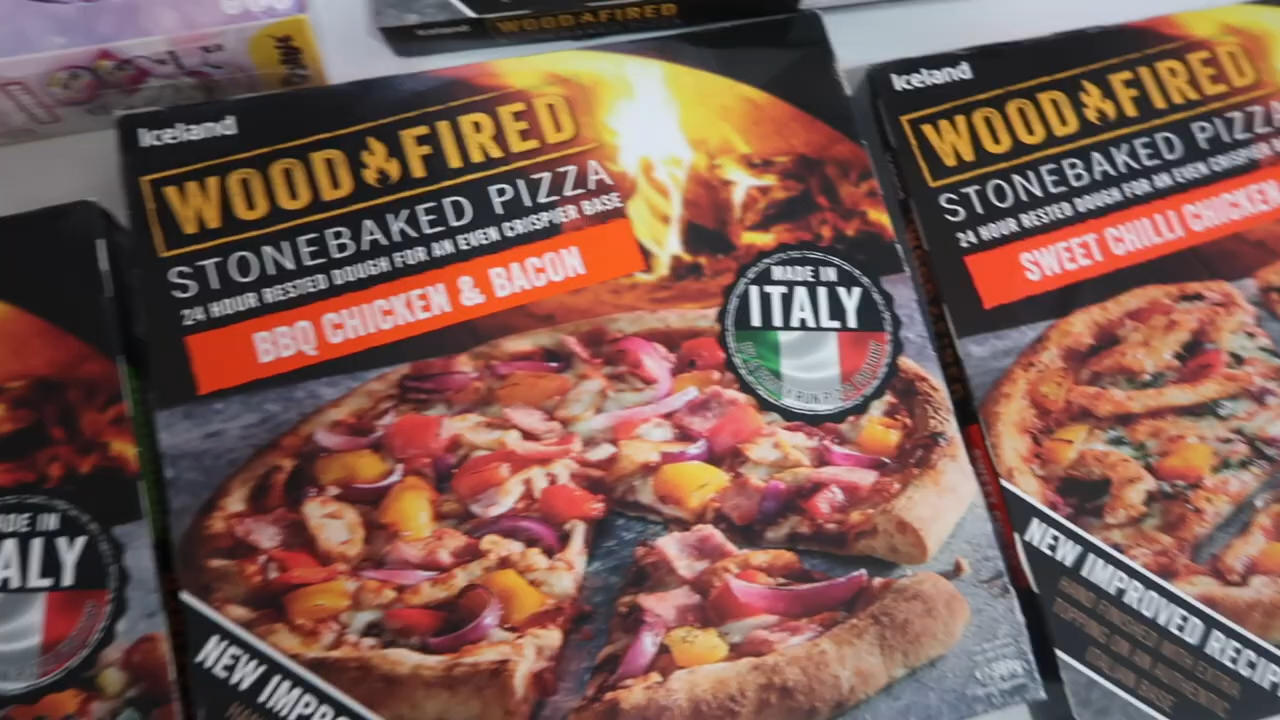 WOOD FIRED
Iceland
Iceland
WOOD FIRED
STONEBAKED PIZZA
24 HOUR RESTED DOUGH FOR AN EVEN CRISPIER BASE
BBQ CHICKEN & BACON
MADE IN
ITALY
NEW IMPRO
Iceland
WOOD FIRED
STONEBAKED PIZZA
24 HOUR RESTED DOUGH FOR AN EVEN CRISPIER
SWEET CHILLI CHICKEN
NEW IMPROVED RECIP
ADE IN
ALY